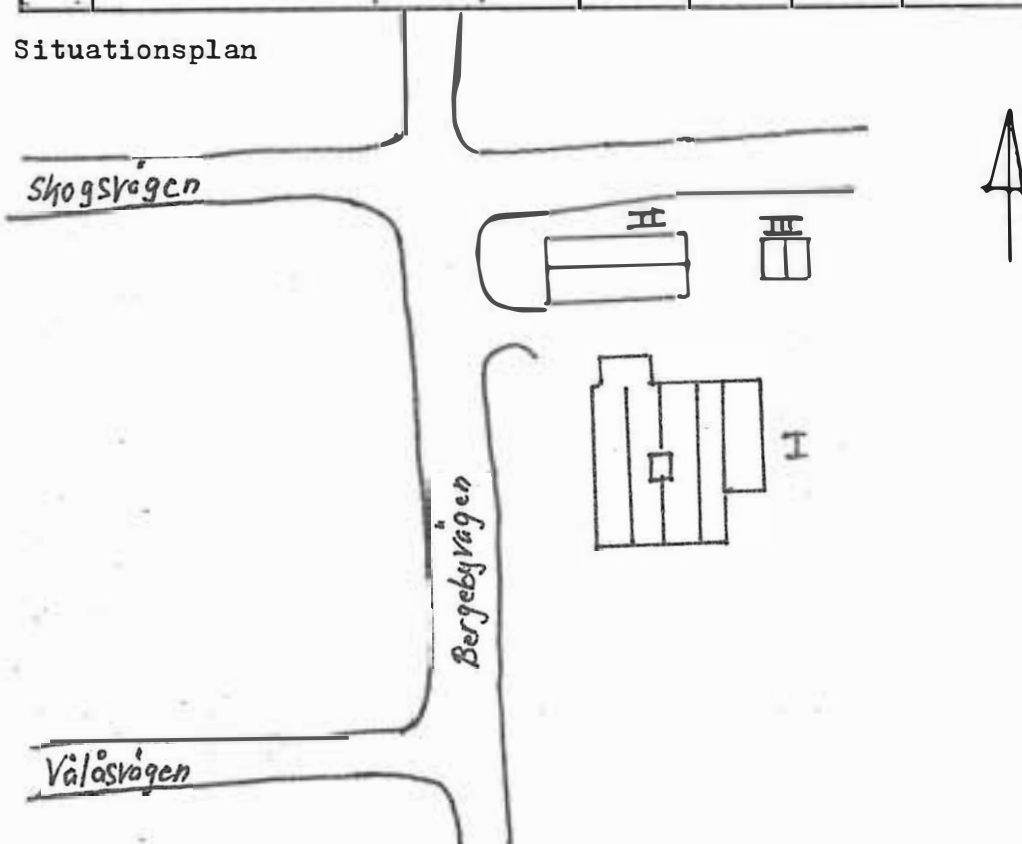 Situationsplan
Skogsvägen
II
III
I
Bergebyvägen
Vålåsvägen